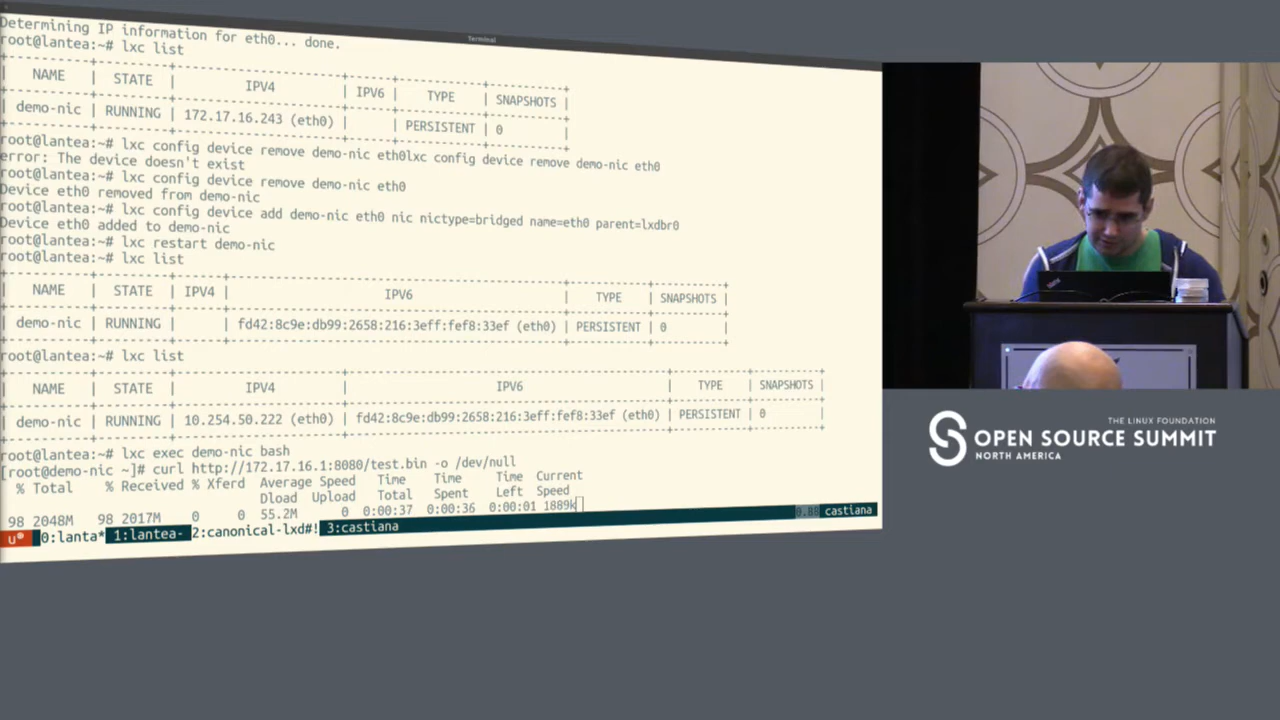 Terminal
Determining IP information for eth0... done.
root@lantea:~# lxc list
+----------+---------+----------------------+------+------------+-----------+
| NAME | STATE | IPV4 | IPV6 | TYPE | SNAPSHOTS |
| demo-nic | RUNNING | 172.17.16.243 (eth0) | | PERSISTENT | 0 |
root@lantea:~# lxc config device remove demo-nic eth0lxc config device remove demo-nic eth0
error: The device doesn't exist
root@lantea:~# lxc config device remove demo-nic eth0
Device eth0 removed from demo-nic
root@lantea:~# lxc config device add demo-nic eth0 nic nictype=bridged name=eth0 parent=lxdbr0
Device eth0 added to demo-nic
root@lantea:~# lxc restart demo-nic
root@lantea:~# lxc list
| NAME | STATE | IPV4 | IPV6 | TYPE | SNAPSHOTS |
| demo-nic | RUNNING | | fd42:8c9e:db99:2658:216:3eff:fef8:33ef (eth0) | PERSISTENT | 0 |
root@lantea:~# lxc list
| NAME | STATE | IPV4 | IPV6 | TYPE | SNAPSHOTS |
| demo-nic | RUNNING | 10.254.50.222 (eth0) | fd42:8c9e:db99:2658:216:3eff:fef8:33ef (eth0) | PERSISTENT | 0 |
root@lantea:~# lxc exec demo-nic bash
[root@demo-nic ~]# curl http://172.17.16.1:8080/test.bin -o /dev/null
% Total % Received % Xferd Average Speed Time Time Time Current
Dload Upload Total Spent Left Speed
98 2048M 98 2017M 0 0 55.2M 0 0:00:37 0:00:36 0:00:01 1889k
u 0:lanta* 1:lantea- 2:canonical-lxd#! 3:castiana 0.88 castiana
THE LINUX FOUNDATION
OPEN SOURCE SUMMIT
NORTH AMERICA